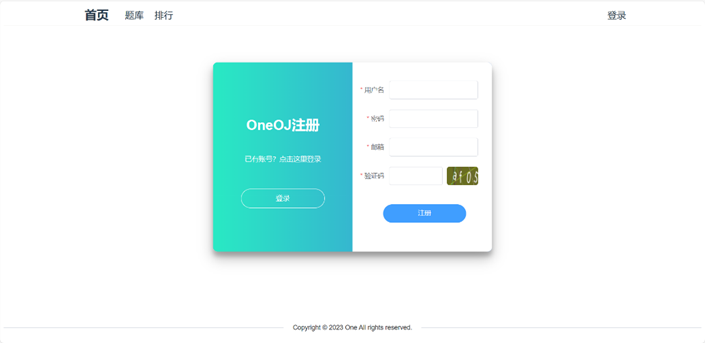 首页 题库 排行 登录
OneOJ注册
已有账号？点击这里登录
登录
* 用户名
* 密码
* 邮箱
* 验证码
注册
Copyright © 2023 One All rights reserved.